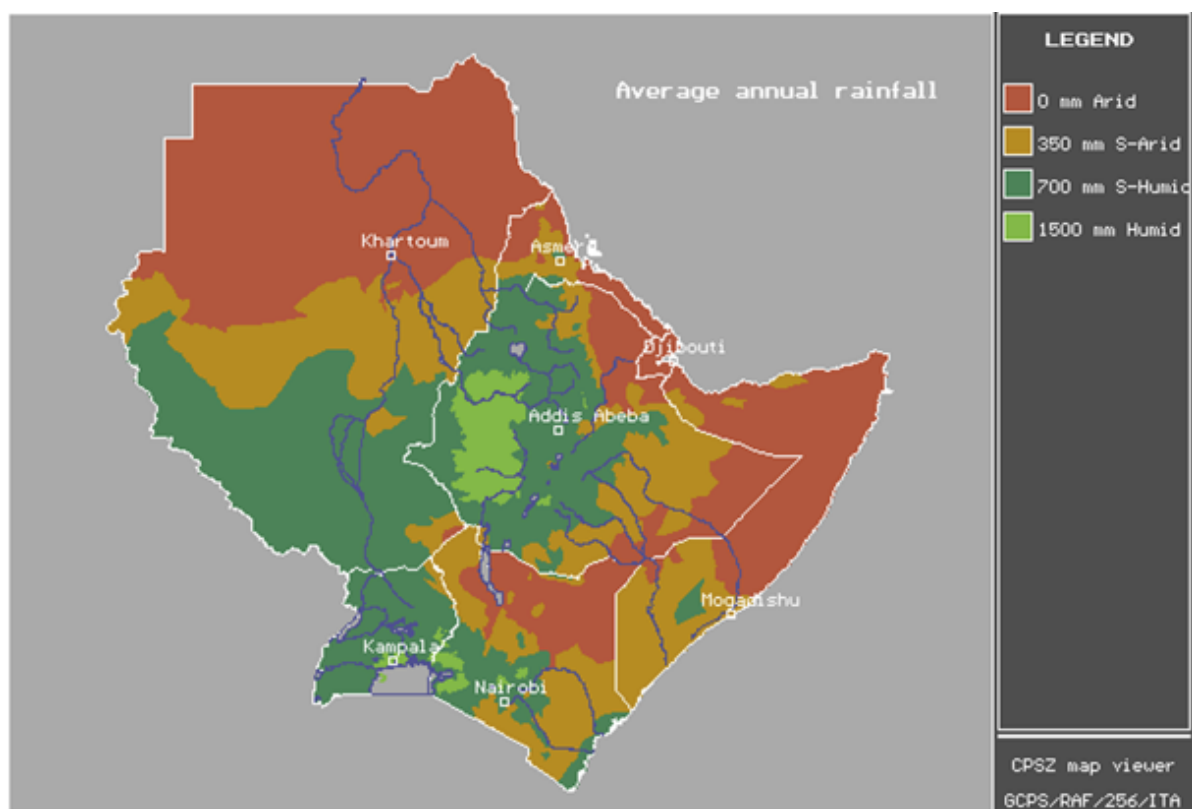 Average annual rainfall
Khartoum
Asmera
Djibouti
Addis Abeba
Mogadishu
Kampala
Nairobi
LEGEND
0 mm Arid
350 mm S-Arid
700 mm S-Humid
1500 mm Humid
CPSZ map viewer
GCPS/RAF/256/ITA